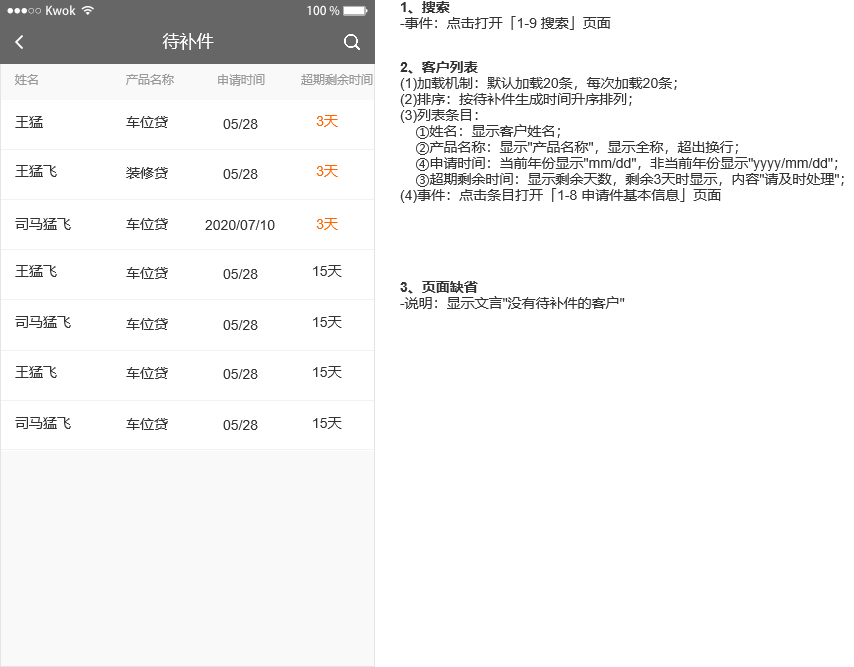 Kwok
100 %
待补件
姓名 产品名称 申请时间 超期剩余时间
王猛 车位贷 05/28 3天
王猛飞 装修贷 05/28 3天
司马猛飞 车位贷 2020/07/10 3天
王猛飞 车位贷 05/28 15天
司马猛飞 车位贷 05/28 15天
王猛飞 车位贷 05/28 15天
司马猛飞 车位贷 05/28 15天
1、搜索
-事件：点击打开「1-9 搜索」页面
2、客户列表
(1)加载机制：默认加载20条，每次加载20条；
(2)排序：按待补件生成时间升序排列；
(3)列表条目：
①姓名：显示客户姓名；
②产品名称：显示"产品名称"，显示全称，超出换行；
④申请时间：当前年份显示"mm/dd"，非当前年份显示"yyyy/mm/dd"；
③超期剩余时间：显示剩余天数，剩余3天时显示，内容"请及时处理"；
(4)事件：点击条目打开「1-8 申请件基本信息」页面
3、页面缺省
-说明：显示文言"没有待补件的客户"